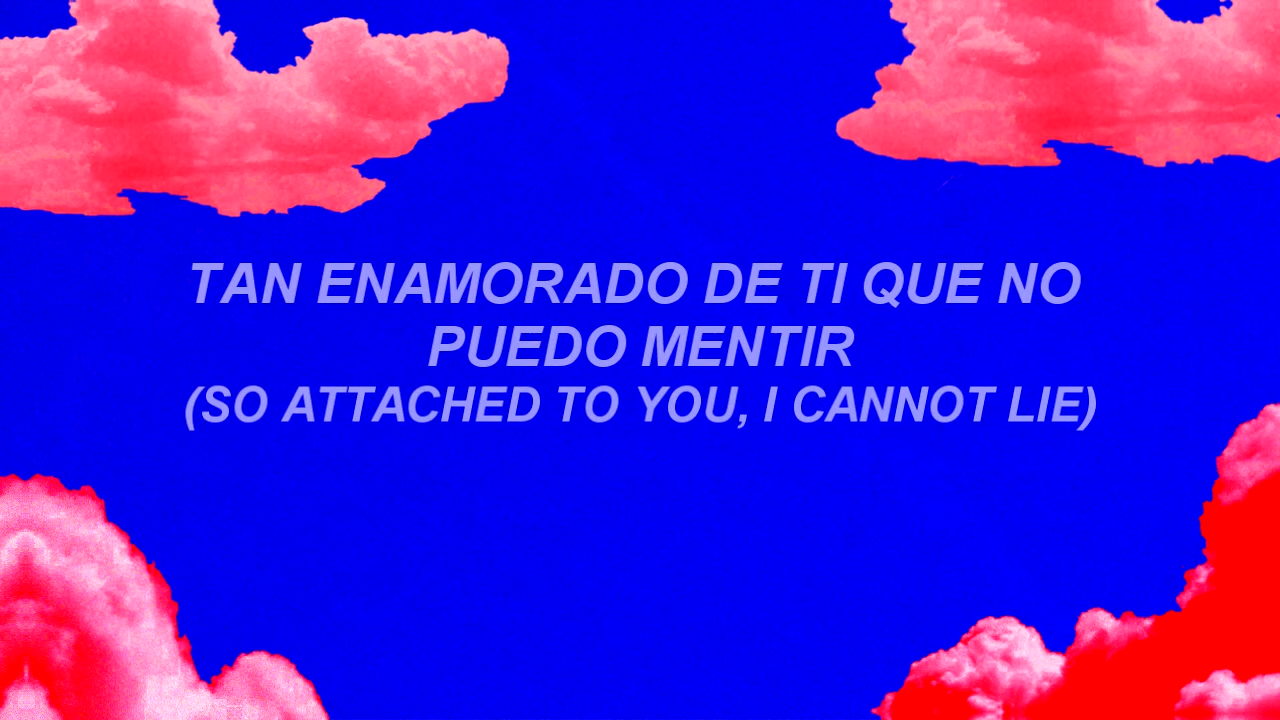 TAN ENAMORADO DE TI QUE NO
PUEDO MENTIR
(SO ATTACHED TO YOU, I CANNOT LIE)